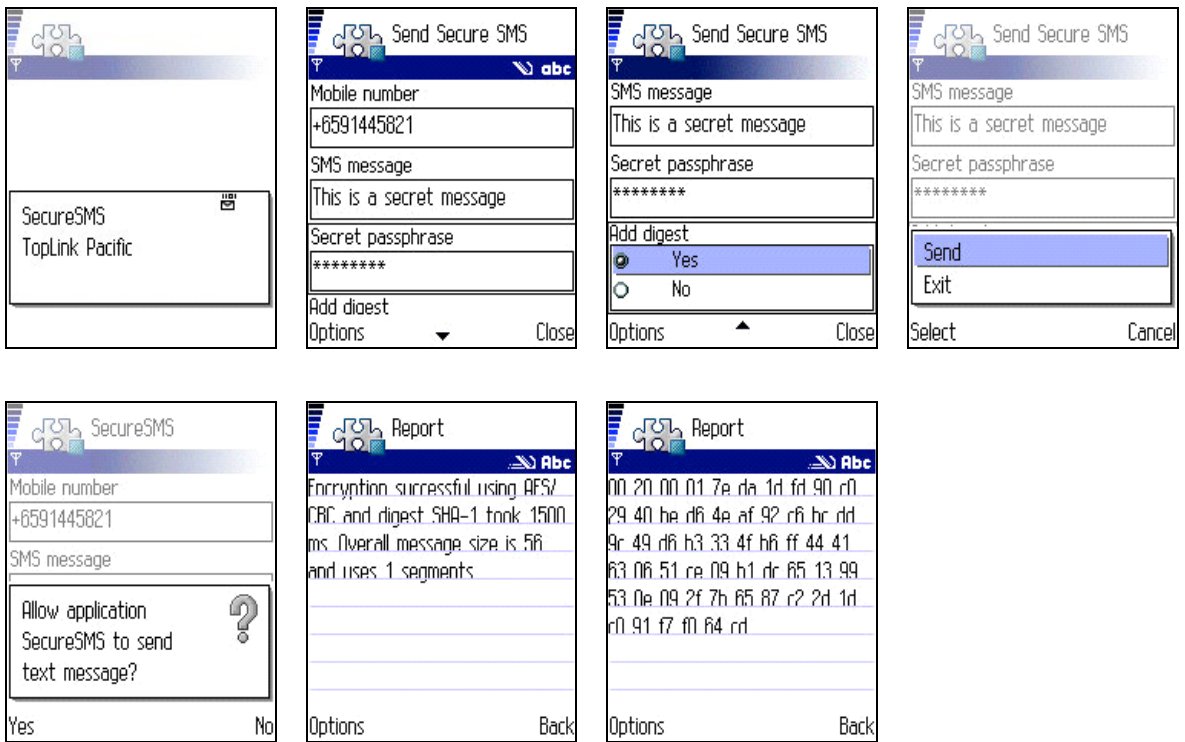 SecureSMS
TopLink Pacific
Send Secure SMS
abc
Mobile number
+6591445821
SMS message
This is a secret message
Secret passphrase
********
Add digest
Options
Close
Send Secure SMS
SMS message
This is a secret message
Secret passphrase
********
Add digest
Yes
No
Options
Close
Send Secure SMS
SMS message
This is a secret message
Secret passphrase
********
Send
Exit
Select
Cancel
SecureSMS
Mobile number
+6591445821
SMS message
Allow application
SecureSMS to send
text message?
Yes
No
Report
Abc
Encryption successful using AES/
CBC and digest SHA-1 took 1500
ms. Overall message size is 56
and uses 1 segments
Options
Back
Report
Abc
00 20 00 01 7e da 1d fd 90 c0
29 40 be d6 4e af 92 c6 bc dd
9c 49 d6 b3 33 4f b6 ff 44 41
63 06 51 ce 09 b1 dc 65 13 99
53 0e 09 2f 7b 65 87 c2 2d 1d
c0 91 f7 f0 64 cd
Options
Back